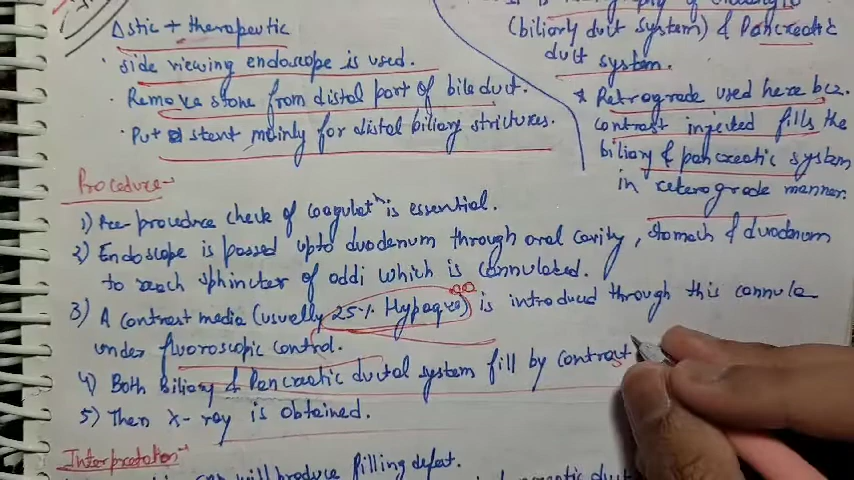 Δstic + therapeutic
· side viewing endoscope is used.
· Remove stone from distal part of bile duct.
· Put stent mainly for distal biliary strictures.
(biliary duct system) & Pancreatic
duct system.
* Retrograde used here bcz.
contrast injected fills the
biliary & pancreatic system
in reterograde manner.
Procedure
1) Pre procedure check of coagulatn is essential.
2) Endoscope is passed upto duodenum through oral cavity, stomach & duodenum
to reach sphincter of oddi which is cannulated.
3) A contrast media (usually 25% Hypaque) is introduced through this cannula
under fluoroscopic control.
4) Both Biliary & Pancreatic ductal system fill by contrast
5) Then X-ray is obtained.
Interpretation
will produce filling defect.